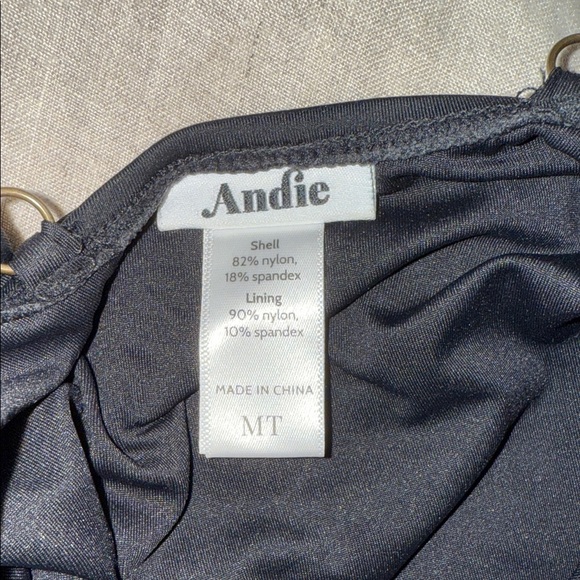 Andie
Shell
82% nylon,
18% spandex
Lining
90% nylon,
10% spandex
MADE IN CHINA
MT